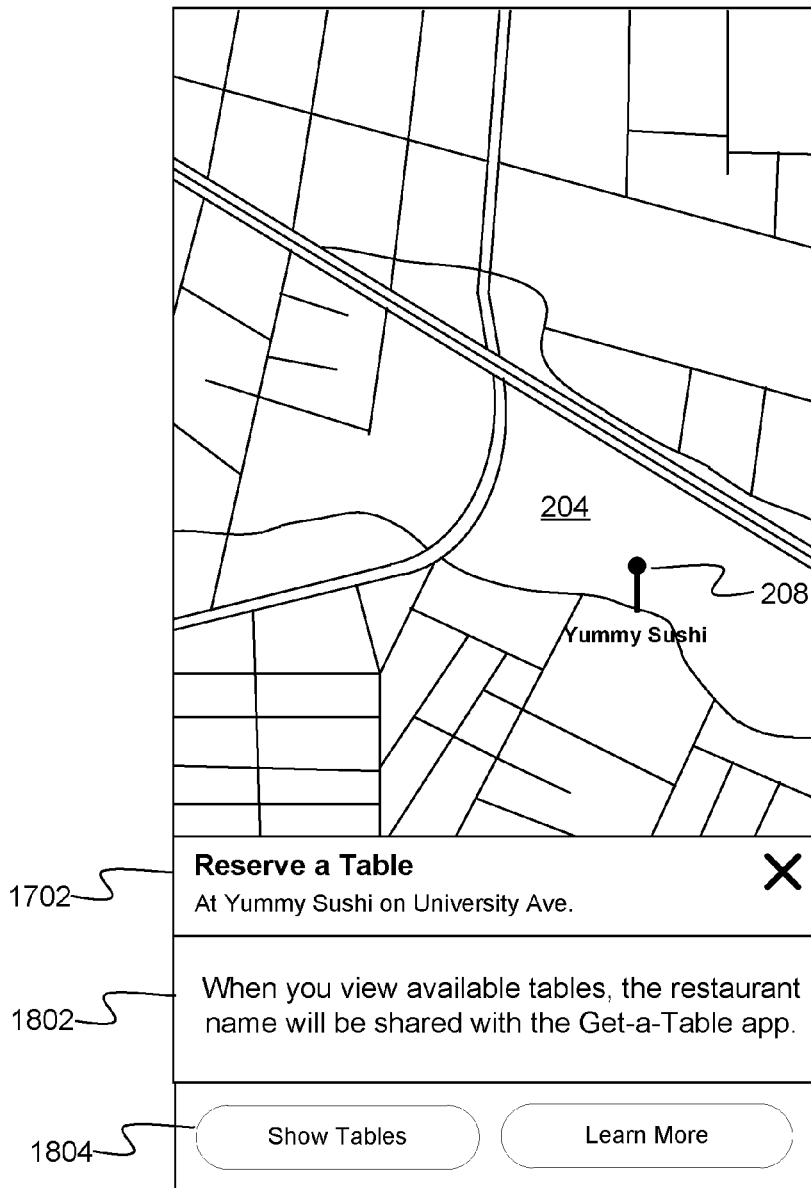 204
208
Yummy Sushi
Reserve a Table
1702
At Yummy Sushi on University Ave.
When you view available tables, the restaurant
1802
name will be shared with the Get-a-Table app.
Show Tables
Learn More
1804